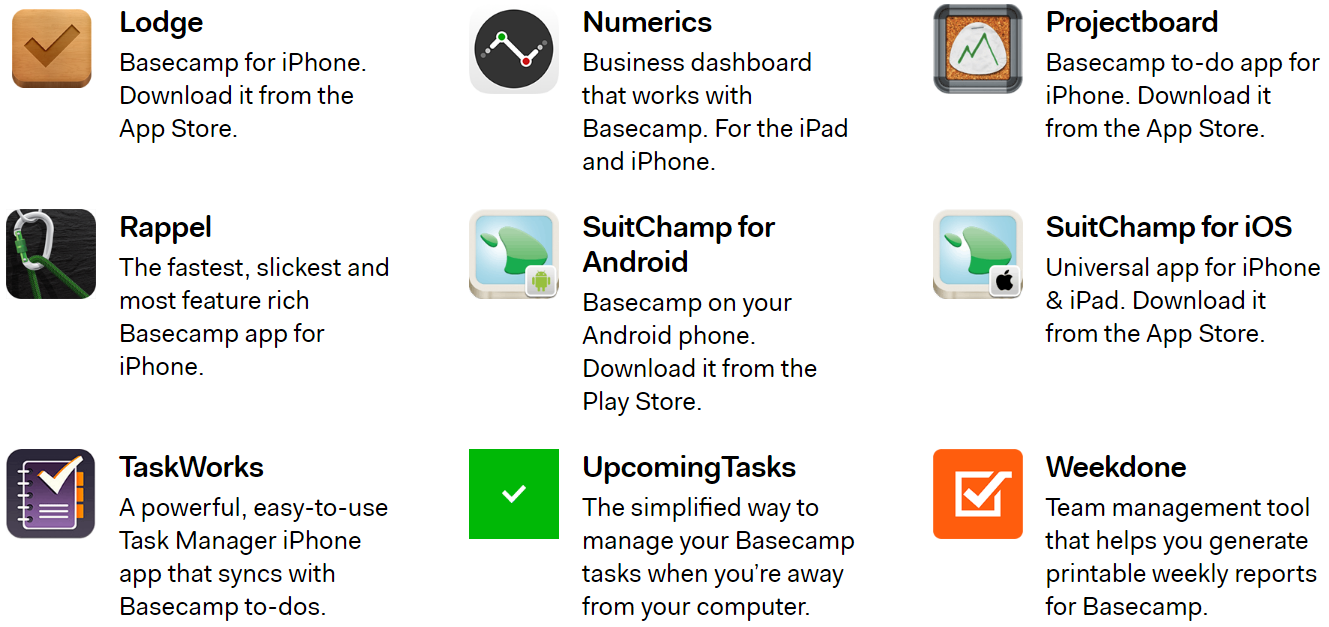 Lodge
Basecamp for iPhone.
Download it from the
App Store.
Numerics
Business dashboard
that works with
Basecamp. For the iPad
and iPhone.
Projectboard
Basecamp to-do app for
iPhone. Download it
from the App Store.
Rappel
The fastest, slickest and
most feature rich
Basecamp app for
iPhone.
SuitChamp for
Android
Basecamp on your
Android phone.
Download it from the
Play Store.
SuitChamp for iOS
Universal app for iPhone
& iPad. Download it
from the App Store.
TaskWorks
A powerful, easy-to-use
Task Manager iPhone
app that syncs with
Basecamp to-dos.
UpcomingTasks
The simplified way to
manage your Basecamp
tasks when you’re away
from your computer.
Weekdone
Team management tool
that helps you generate
printable weekly reports
for Basecamp.